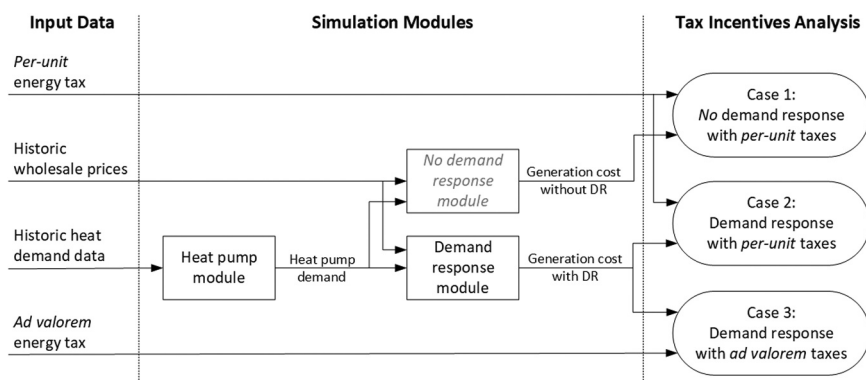 Input Data
Simulation Modules
Tax Incentives Analysis
Per-unit
energy tax
Case 1:
No demand response
with per-unit taxes
Historic
wholesale prices
No demand
response
module
Generation cost
without DR
Case 2:
Demand response
with per-unit taxes
Historic heat
demand data
Heat pump
module
Heat pump
demand
Demand
response
module
Generation cost
with DR
Ad valorem
energy tax
Case 3:
Demand response
with ad valorem taxes